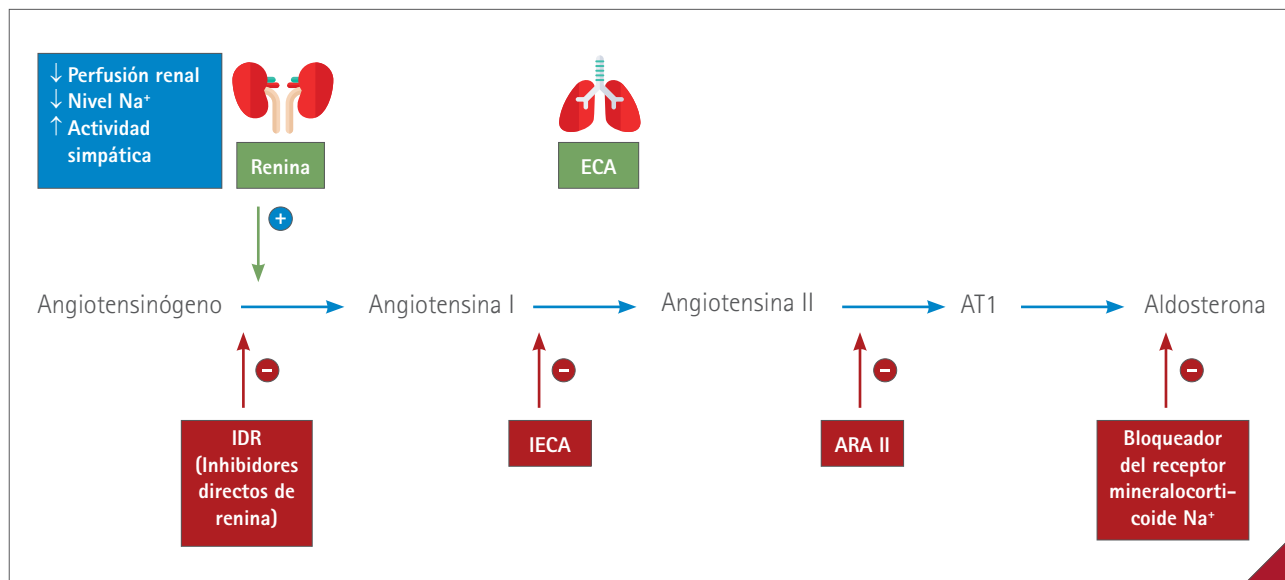 ↓ Perfusión renal
↓ Nivel Na⁺
↑ Actividad
simpática
Renina
ECA
+
Angiotensinógeno
Angiotensina I
Angiotensina II
AT1
Aldosterona
−
−
−
−
IDR
(Inhibidores
directos de
renina)
IECA
ARA II
Bloqueador
del receptor
mineralocorti-
coide Na⁺